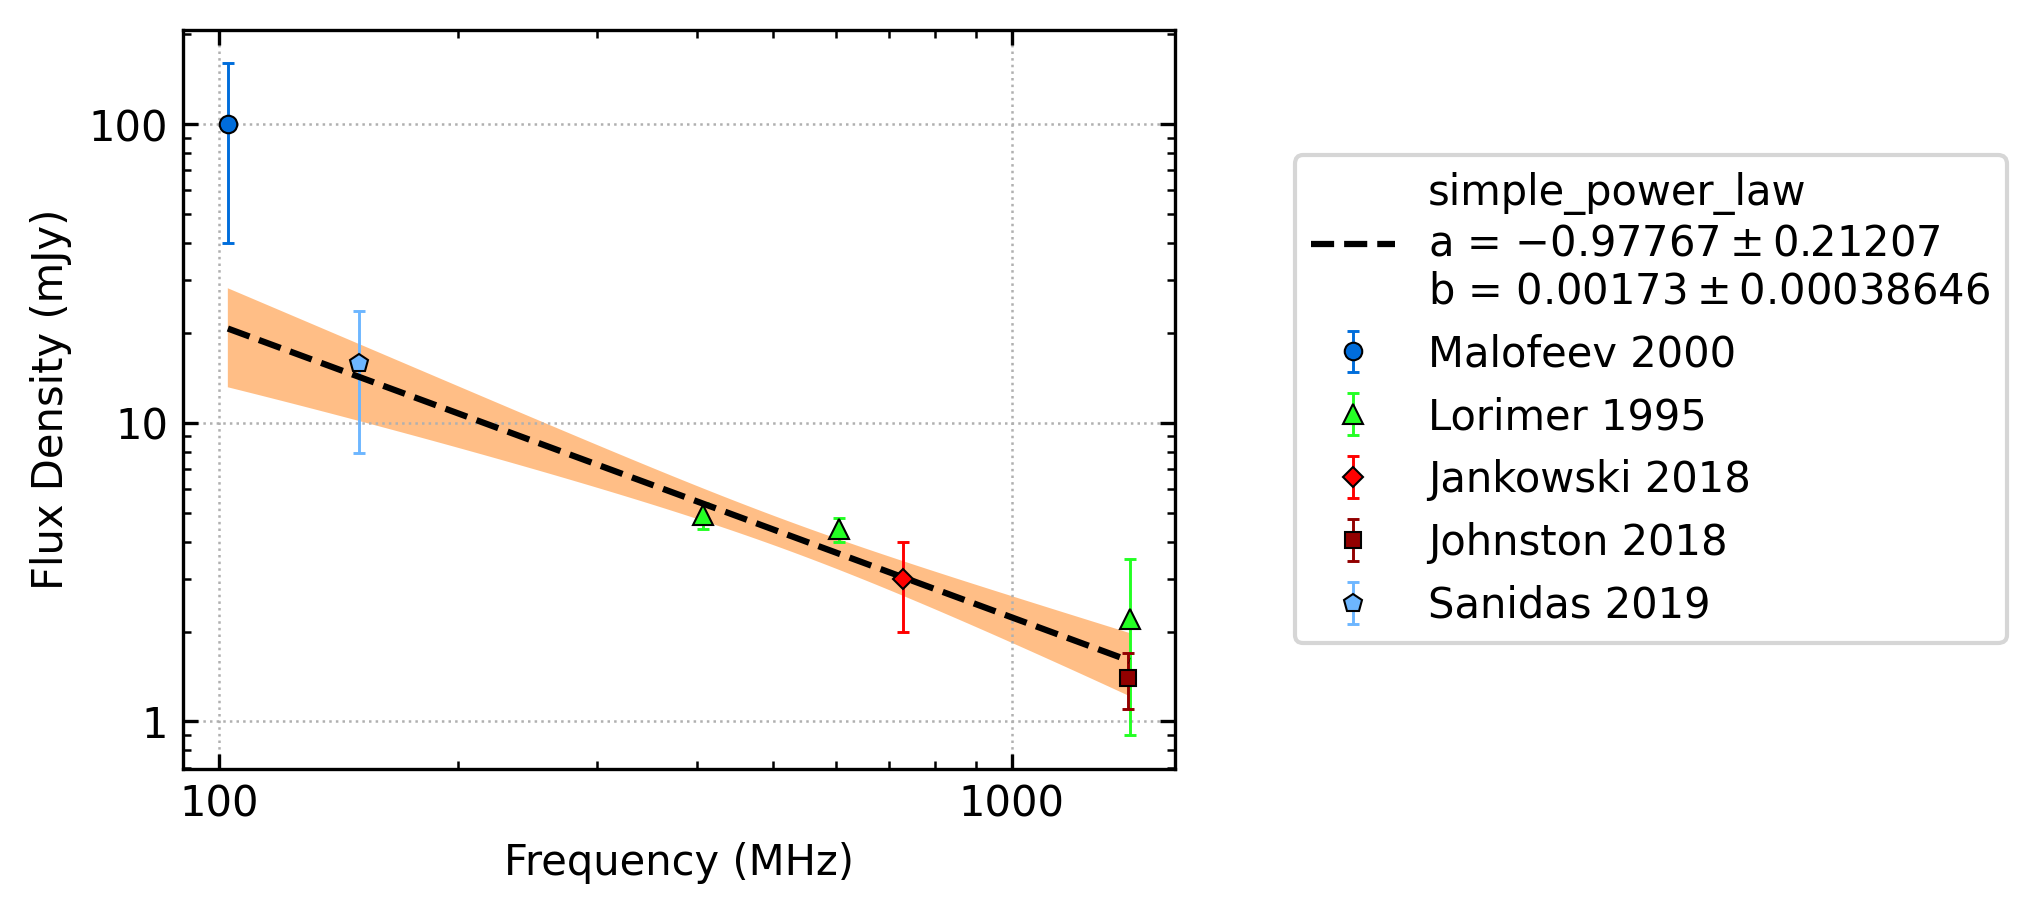 100
10
1
Flux Density (mJy)
100
1000
Frequency (MHz)
simple_power_law
a = −0.97767 ± 0.21207
b = 0.00173 ± 0.00038646
Malofeev 2000
Lorimer 1995
Jankowski 2018
Johnston 2018
Sanidas 2019